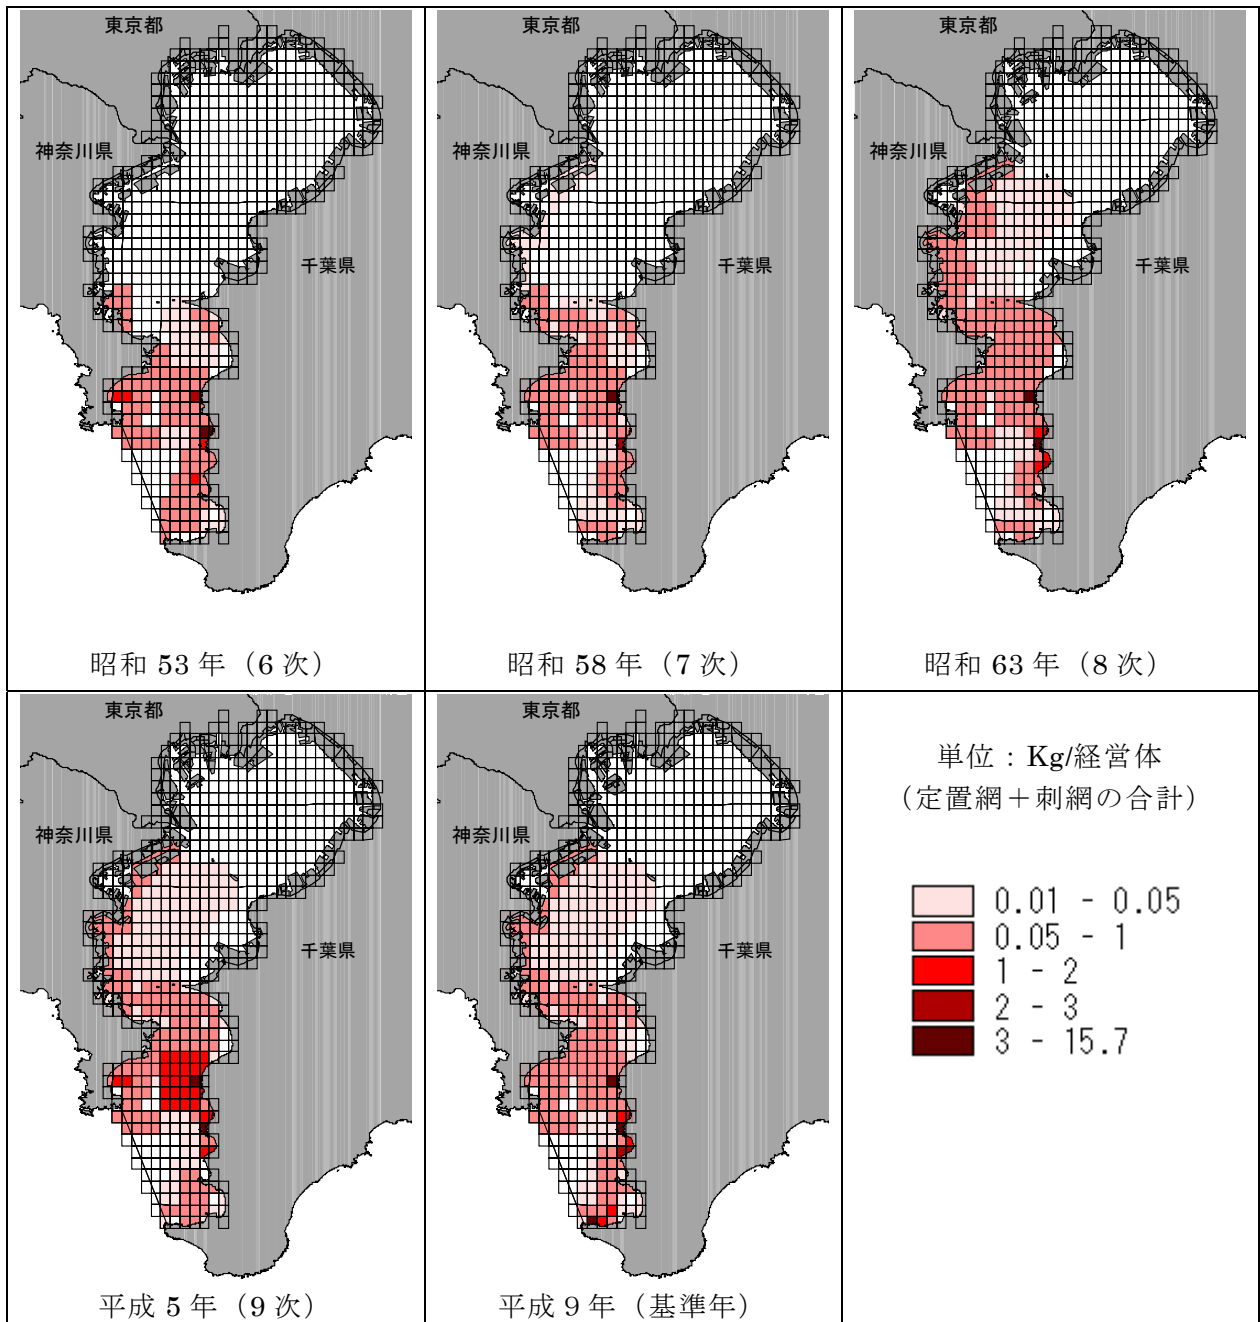 東京都
神奈川県
千葉県
昭和 53 年（6 次）
東京都
神奈川県
千葉県
昭和 58 年（7 次）
東京都
神奈川県
千葉県
昭和 63 年（8 次）
東京都
神奈川県
千葉県
平成 5 年（9 次）
東京都
神奈川県
千葉県
平成 9 年（基準年）
単位：Kg/経営体
（定置網＋刺網の合計）
0.01 - 0.05
0.05 - 1
1 - 2
2 - 3
3 - 15.7